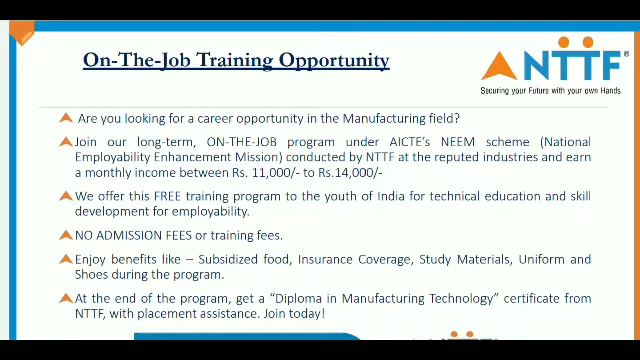 On-The-Job Training Opportunity
NTTF®
Securing your Future with your own Hands
Are you looking for a career opportunity in the Manufacturing field?
Join our long-term, ON-THE-JOB program under AICTE's NEEM scheme (National
Employability Enhancement Mission) conducted by NTTF at the reputed industries and earn
a monthly income between Rs. 11,000/- to Rs.14,000/-
We offer this FREE training program to the youth of India for technical education and skill
development for employability.
NO ADMISSION FEES or training fees.
Enjoy benefits like – Subsidized food, Insurance Coverage, Study Materials, Uniform and
Shoes during the program.
At the end of the program, get a "Diploma in Manufacturing Technology" certificate from
NTTF, with placement assistance. Join today!